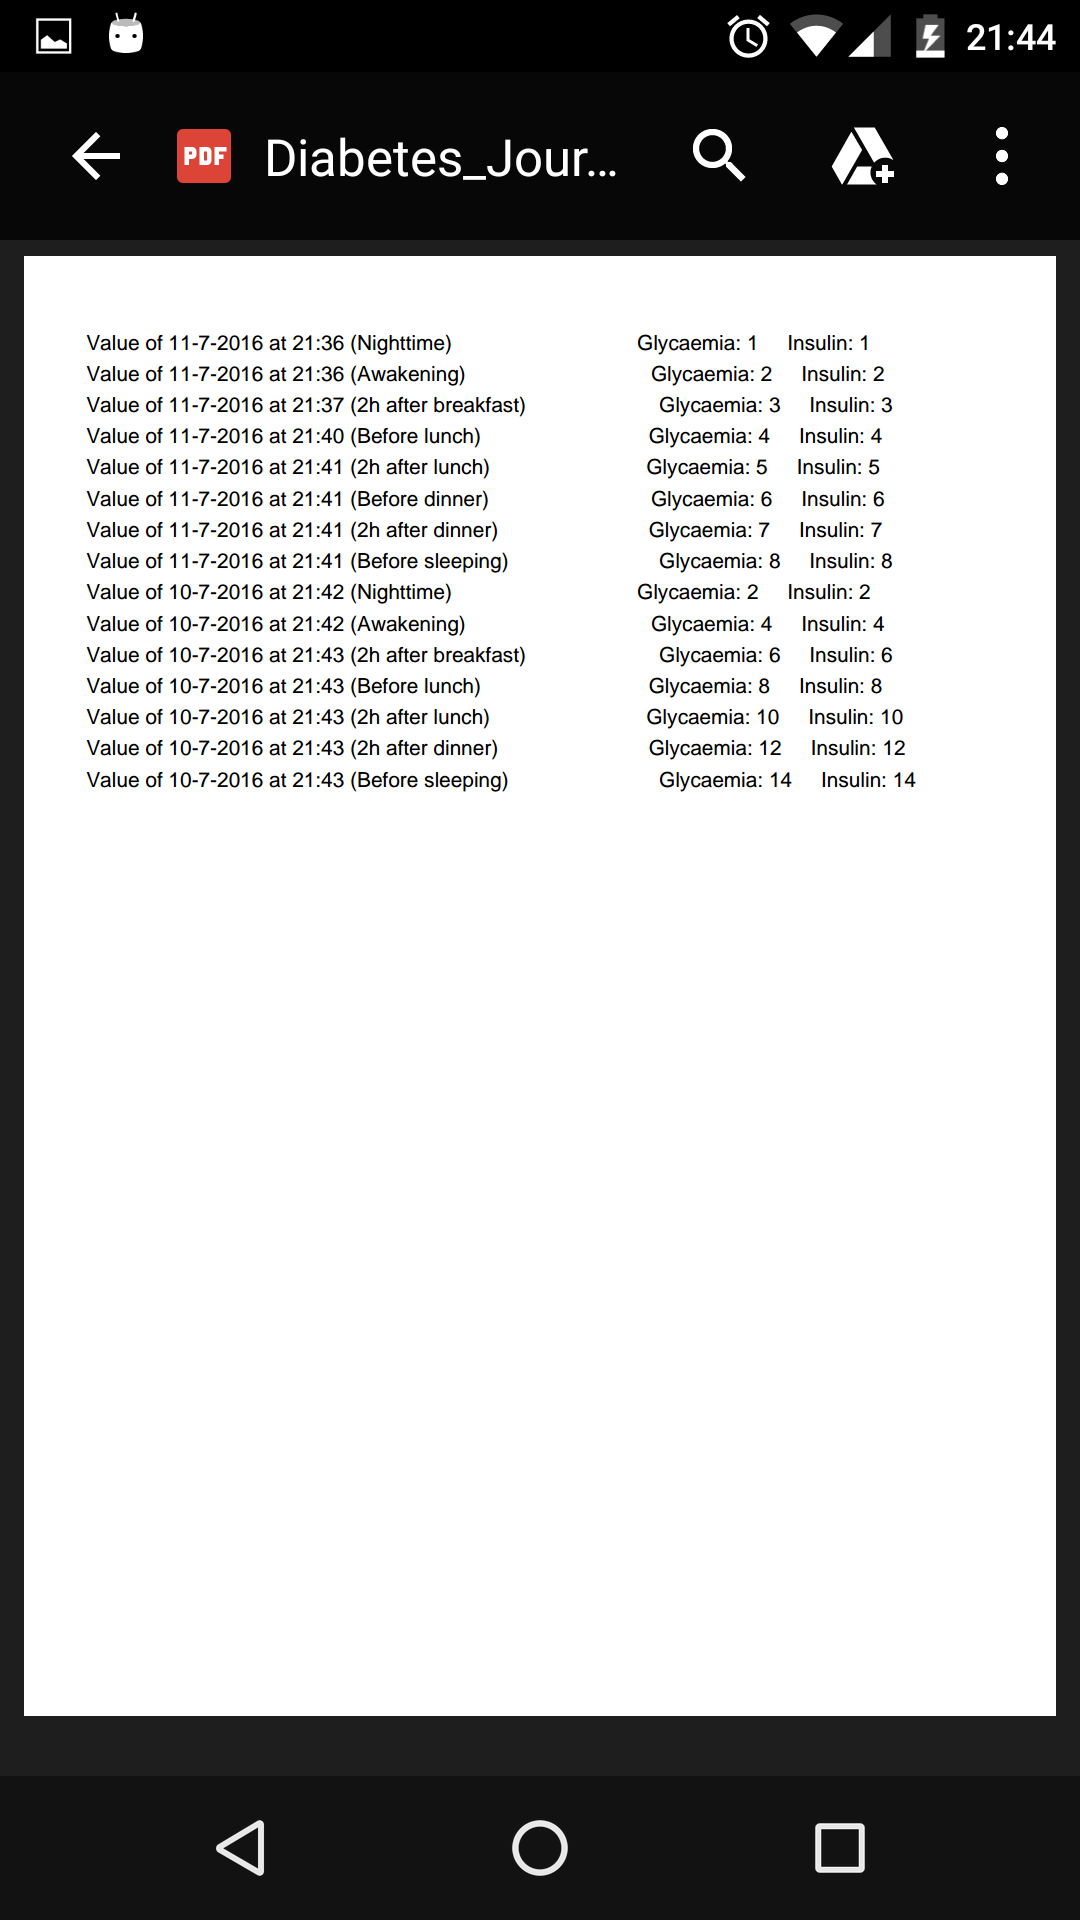 21:44
PDF Diabetes_Jour...
Value of 11-7-2016 at 21:36 (Nighttime) Glycaemia: 1 Insulin: 1
Value of 11-7-2016 at 21:36 (Awakening) Glycaemia: 2 Insulin: 2
Value of 11-7-2016 at 21:37 (2h after breakfast) Glycaemia: 3 Insulin: 3
Value of 11-7-2016 at 21:40 (Before lunch) Glycaemia: 4 Insulin: 4
Value of 11-7-2016 at 21:41 (2h after lunch) Glycaemia: 5 Insulin: 5
Value of 11-7-2016 at 21:41 (Before dinner) Glycaemia: 6 Insulin: 6
Value of 11-7-2016 at 21:41 (2h after dinner) Glycaemia: 7 Insulin: 7
Value of 11-7-2016 at 21:41 (Before sleeping) Glycaemia: 8 Insulin: 8
Value of 10-7-2016 at 21:42 (Nighttime) Glycaemia: 2 Insulin: 2
Value of 10-7-2016 at 21:42 (Awakening) Glycaemia: 4 Insulin: 4
Value of 10-7-2016 at 21:43 (2h after breakfast) Glycaemia: 6 Insulin: 6
Value of 10-7-2016 at 21:43 (Before lunch) Glycaemia: 8 Insulin: 8
Value of 10-7-2016 at 21:43 (2h after lunch) Glycaemia: 10 Insulin: 10
Value of 10-7-2016 at 21:43 (2h after dinner) Glycaemia: 12 Insulin: 12
Value of 10-7-2016 at 21:43 (Before sleeping) Glycaemia: 14 Insulin: 14